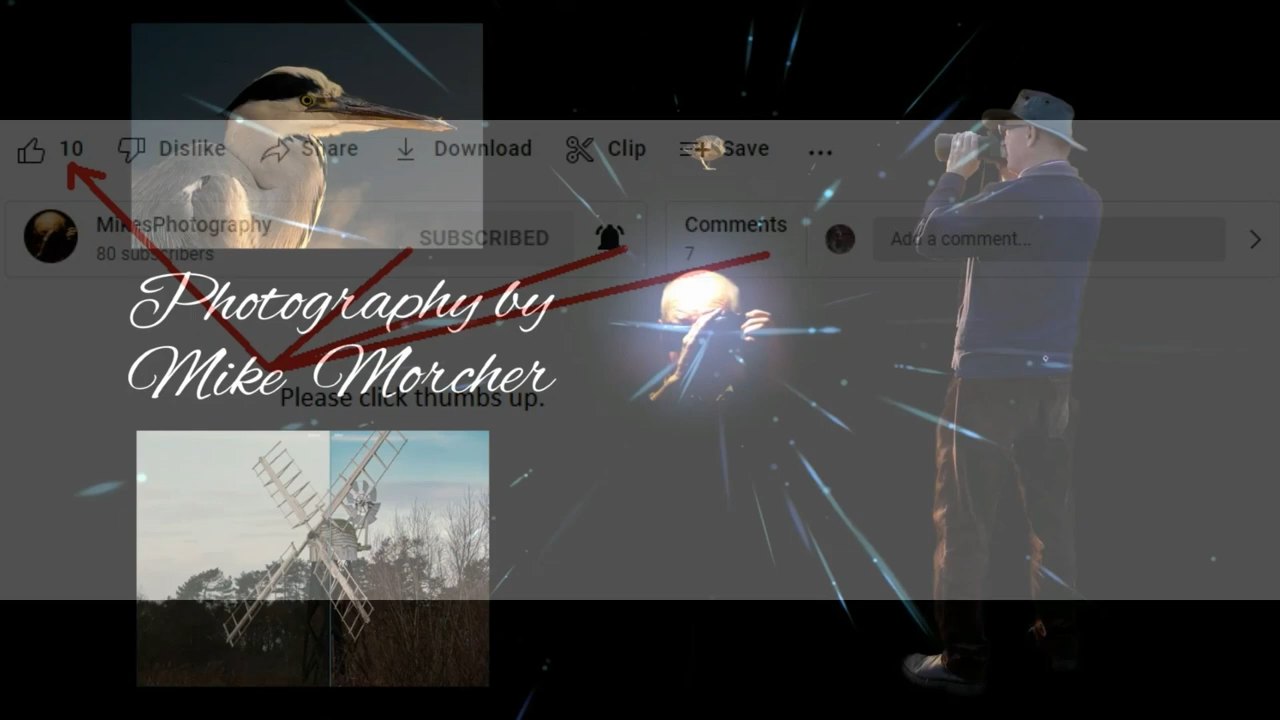 10 Dislike Share Download Clip Save
MikesPhotography SUBSCRIBED Comments
80 subscribers 7 Add a comment...
Photography by
Mike Morcher
Please click thumbs up.